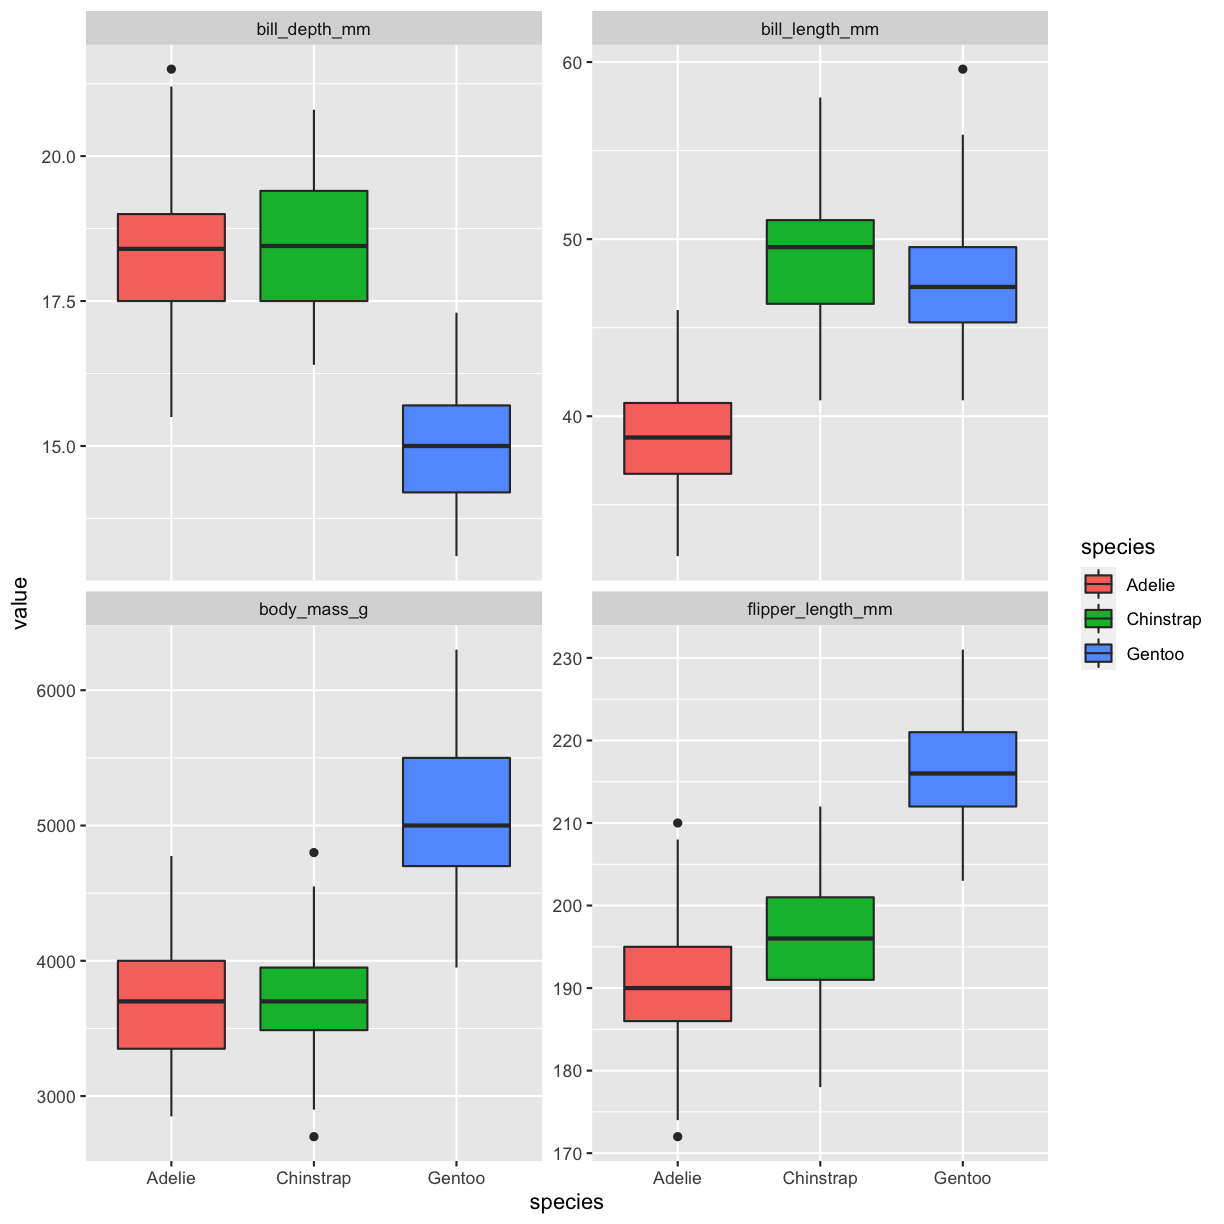 bill_depth_mm
bill_length_mm
20.0
17.5
15.0
60
50
40
value
body_mass_g
flipper_length_mm
6000
5000
4000
3000
230
220
210
200
190
180
170
Adelie Chinstrap Gentoo
Adelie Chinstrap Gentoo
species
species
Adelie
Chinstrap
Gentoo